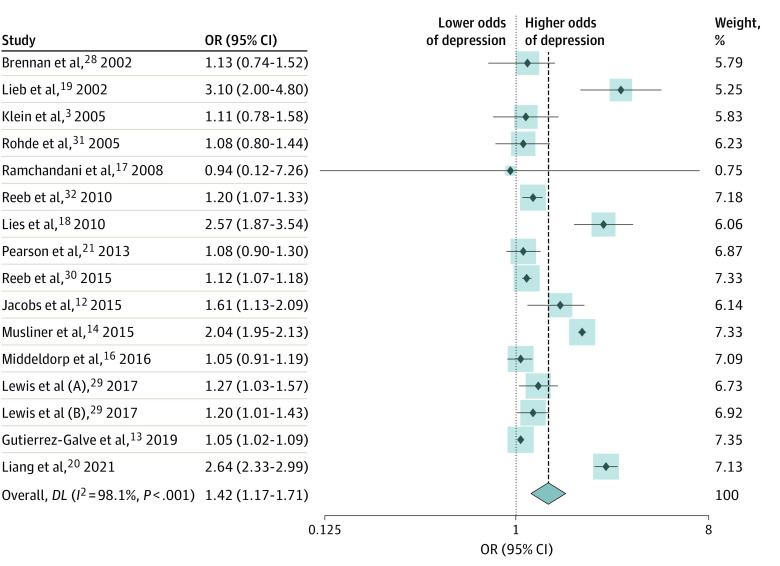 Lower odds of depression
Higher odds of depression
Weight, %
Study OR (95% CI)
Brennan et al,28 2002 1.13 (0.74-1.52) 5.79
Lieb et al,19 2002 3.10 (2.00-4.80) 5.25
Klein et al,3 2005 1.11 (0.78-1.58) 5.83
Rohde et al,31 2005 1.08 (0.80-1.44) 6.23
Ramchandani et al,17 2008 0.94 (0.12-7.26) 0.75
Reeb et al,32 2010 1.20 (1.07-1.33) 7.18
Lies et al,18 2010 2.57 (1.87-3.54) 6.06
Pearson et al,21 2013 1.08 (0.90-1.30) 6.87
Reeb et al,30 2015 1.12 (1.07-1.18) 7.33
Jacobs et al,12 2015 1.61 (1.13-2.09) 6.14
Musliner et al,14 2015 2.04 (1.95-2.13) 7.33
Middeldorp et al,16 2016 1.05 (0.91-1.19) 7.09
Lewis et al (A),29 2017 1.27 (1.03-1.57) 6.73
Lewis et al (B),29 2017 1.20 (1.01-1.43) 6.92
Gutierrez-Galve et al,13 2019 1.05 (1.02-1.09) 7.35
Liang et al,20 2021 2.64 (2.33-2.99) 7.13
Overall, DL (I2=98.1%, P<.001) 1.42 (1.17-1.71) 100
0.125 1 8
OR (95% CI)